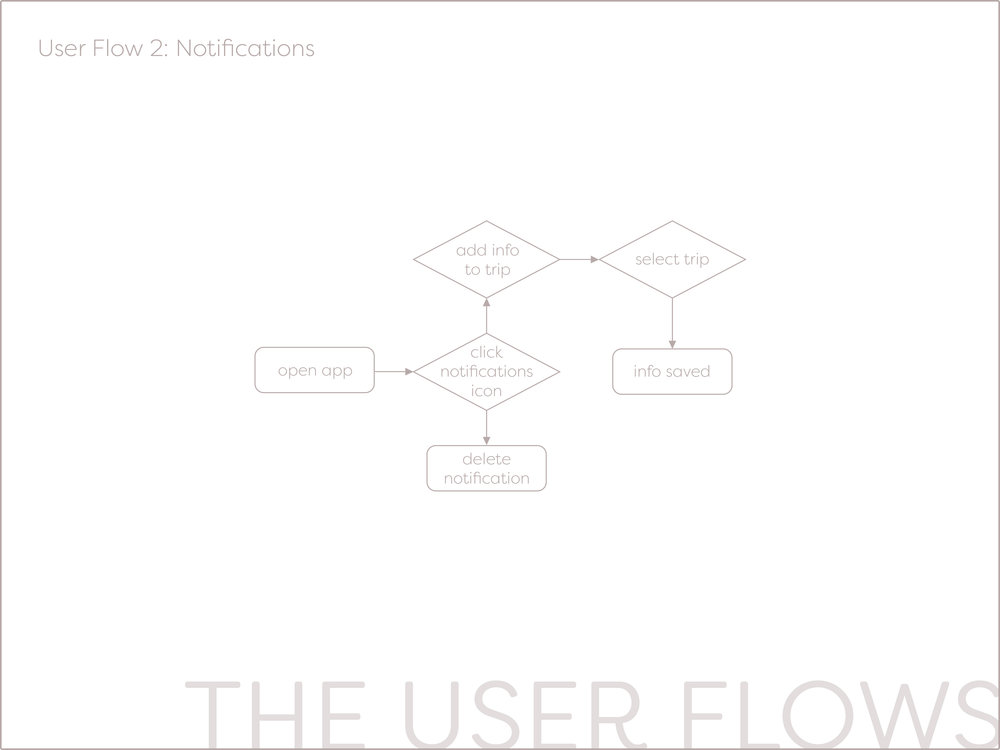 User Flow 2: Notifications
add info
to trip
select trip
open app
click
notifications
icon
info saved
delete
notification
THE USER FLOWS